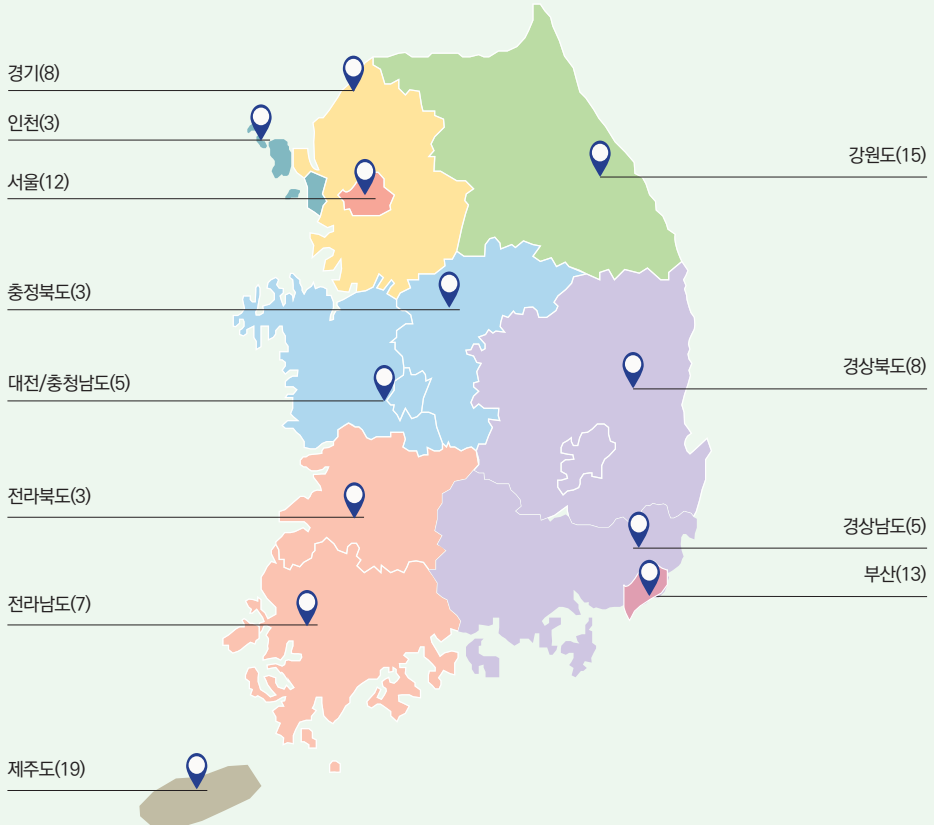 경기(8)
인천(3)
서울(12)
충정북도(3)
대전/충청남도(5)
전라북도(3)
전라남도(7)
제주도(19)
강원도(15)
경상북도(8)
경상남도(5)
부산(13)